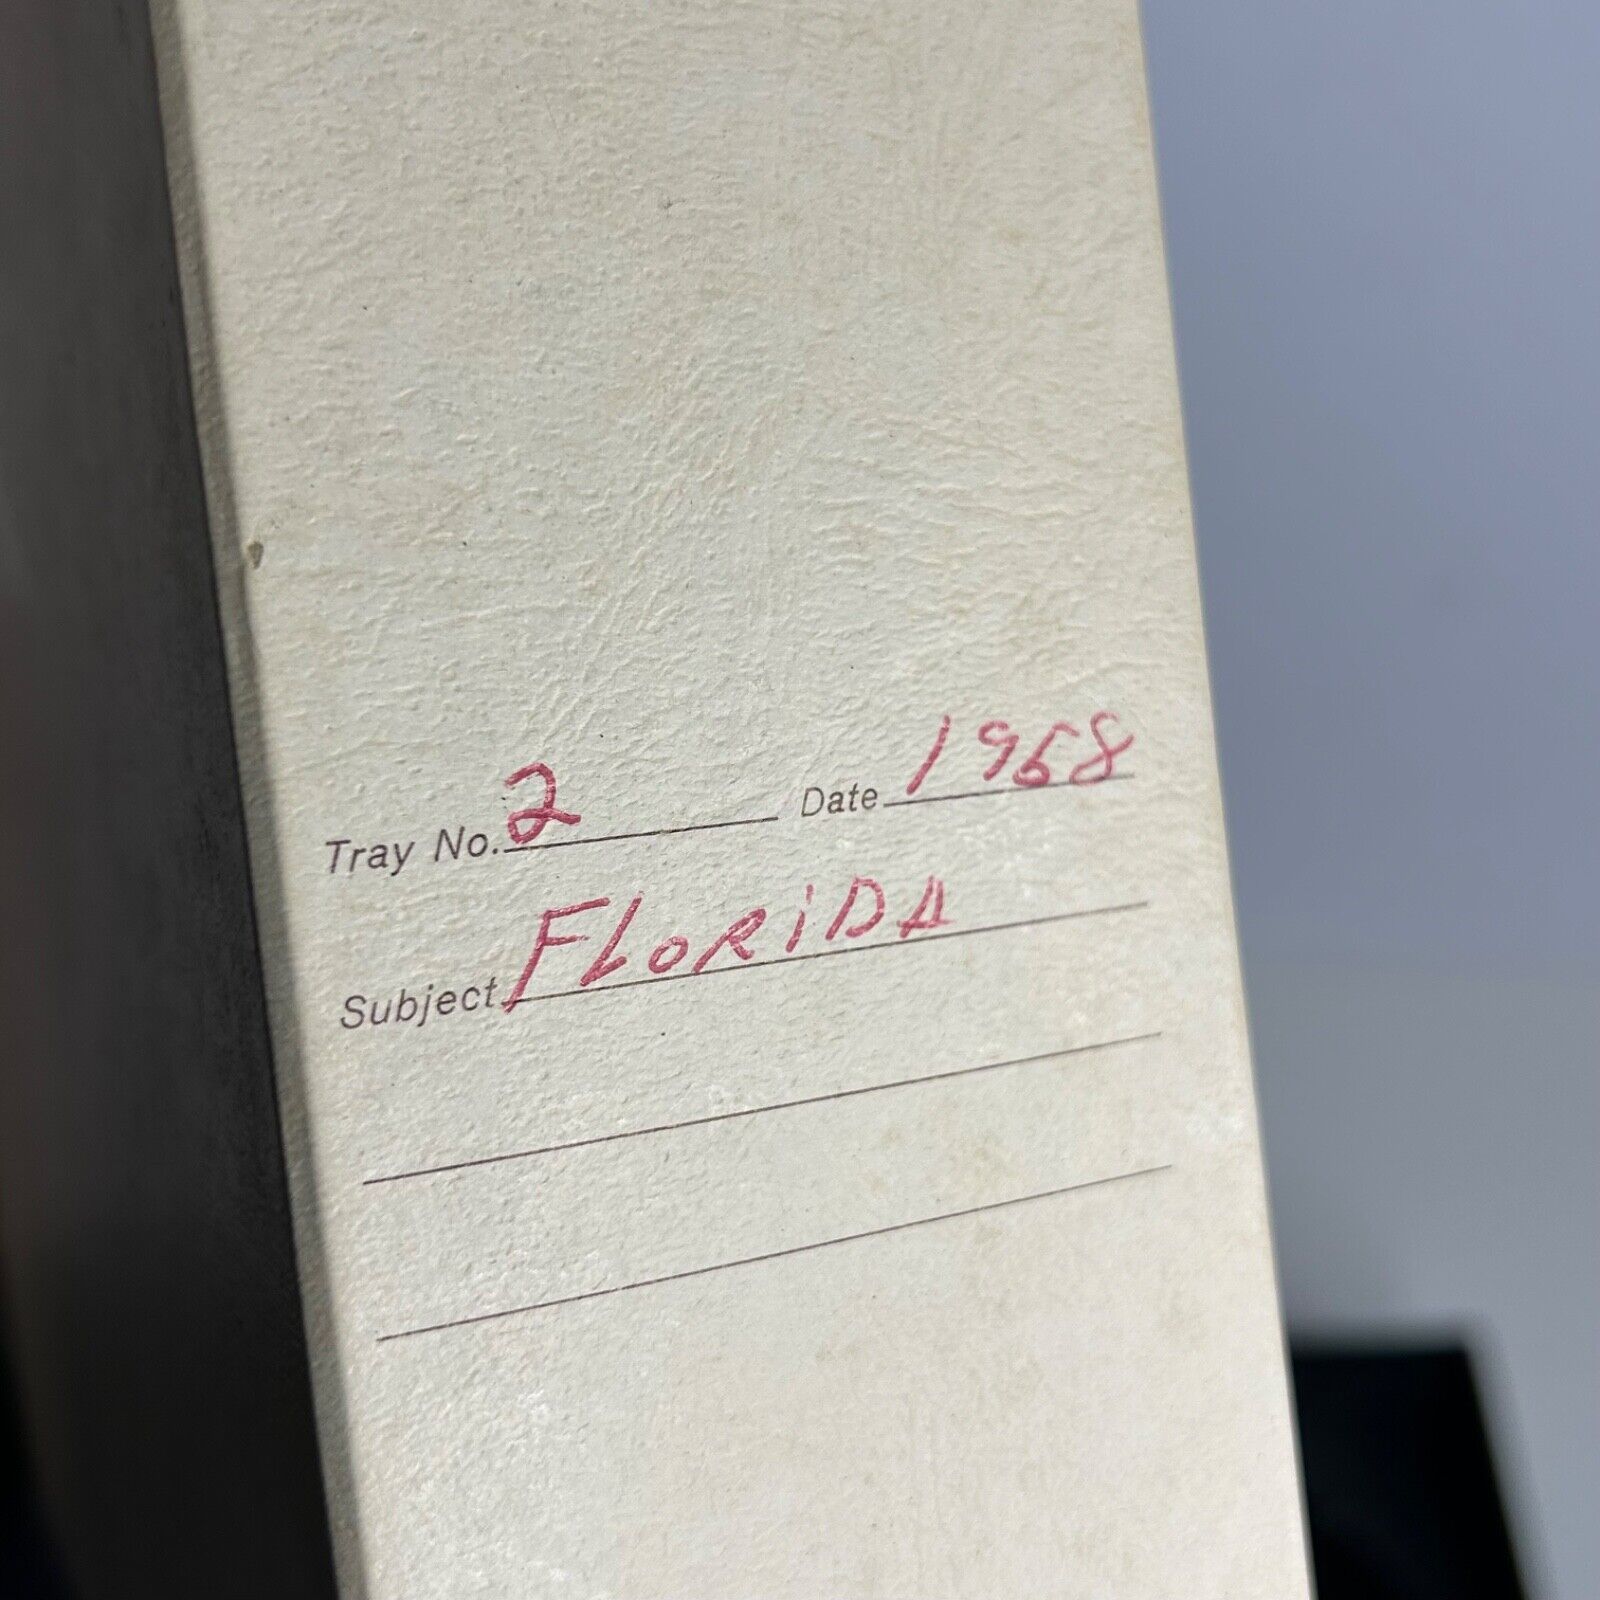 Tray No. 2 Date 1968
Subject FLORiDA